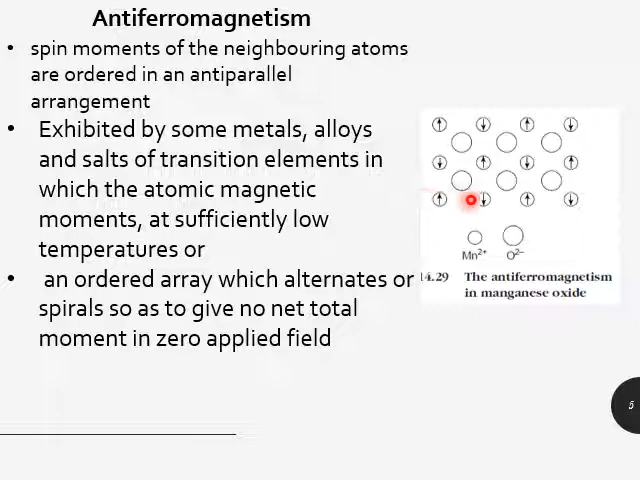 Antiferromagnetism
• spin moments of the neighbouring atoms
are ordered in an antiparallel
arrangement
• Exhibited by some metals, alloys
and salts of transition elements in
which the atomic magnetic
moments, at sufficiently low
temperatures or
• an ordered array which alternates or
spirals so as to give no net total
moment in zero applied field
Mn²⁺ O²⁻
14.29 The antiferromagnetism
in manganese oxide
5